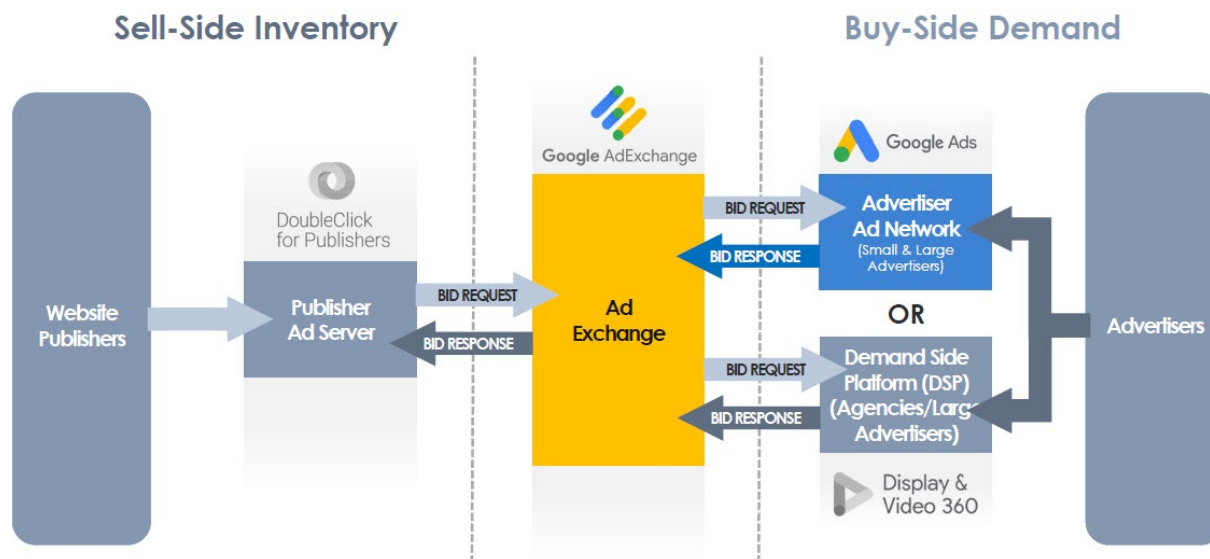 Sell-Side Inventory
Buy-Side Demand
Website
Publishers
DoubleClick
for Publishers
Publisher
Ad Server
BID REQUEST
BID RESPONSE
Google AdExchange
Ad
Exchange
BID REQUEST
BID RESPONSE
BID REQUEST
BID RESPONSE
Google Ads
Advertiser
Ad Network
(Small & Large
Advertisers)
OR
Demand Side
Platform (DSP)
(Agencies/Large
Advertisers)
Display &
Video 360
Advertisers